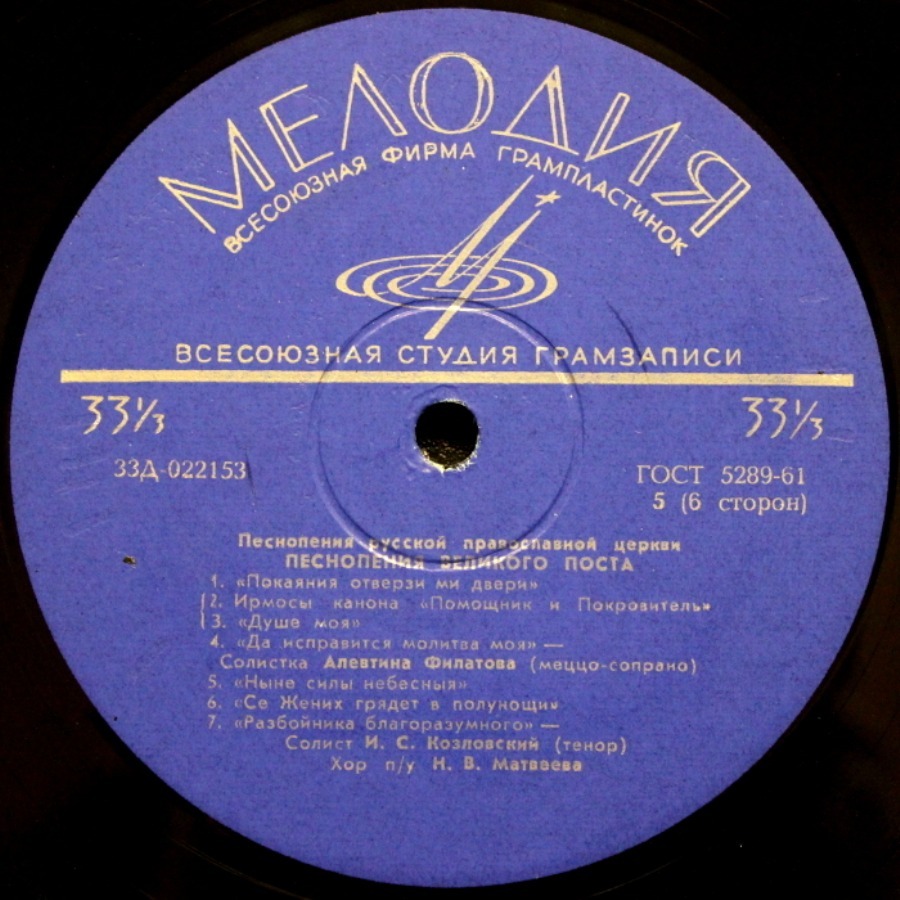 МЕЛОДИЯ
ВСЕСОЮЗНАЯ ФИРМА ГРАМПЛАСТИНОК
ВСЕСОЮЗНАЯ СТУДИЯ ГРАМЗАПИСИ
33⅓ 33⅓
33Д-022153 ГОСТ 5289-61
5 (6 сторон)
Песнопения русской православной церкви
ПЕСНОПЕНИЯ ВЕЛИКОГО ПОСТА
1. «Покаяния отверзи ми двери»
2. Ирмосы канона «Помощник и Покровитель»
3. «Душе моя»
4. «Да исправится молитва моя» —
Солистка Алевтина Филатова (меццо-сопрано)
5. «Ныне силы небесныя»
6. «Се Жених грядет в полунощи»
7. «Разбойника благоразумного» —
Солист И. С. Козловский (тенор)
Хор п/у Н. В. Матвеева